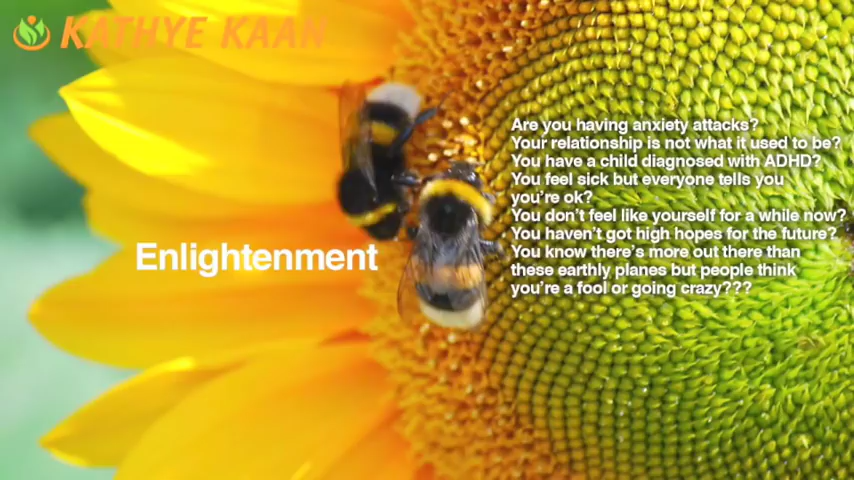 KATHYE KAAN
Are you having anxiety attacks?
Your relationship is not what it used to be?
You have a child diagnosed with ADHD?
You feel sick but everyone tells you
you're ok?
You don't feel like yourself for a while now?
You haven't got high hopes for the future?
You know there's more out there than
these earthly planes but people think
you're a fool or going crazy???
Enlightenment